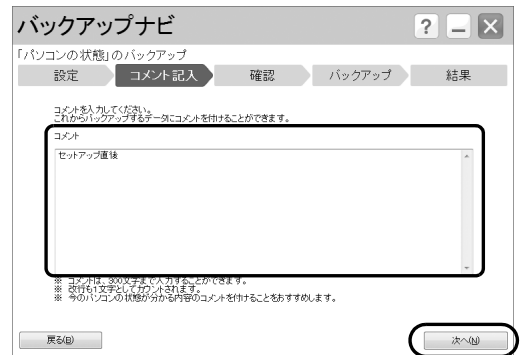 バックアップナビ
?
「パソコンの状態」のバックアップ
設定 コメント記入 確認 バックアップ 結果
コメントを入力してください。
これからバックアップするデータにコメントを付けることができます。
コメント
セットアップ直後
※ コメントは、300文字まで入力することができます。
※ 改行も1文字としてカウントされます。
※ 今のパソコンの状態が分かる内容のコメントを付けることをおすすめします。
戻る(B) 次へ(N)